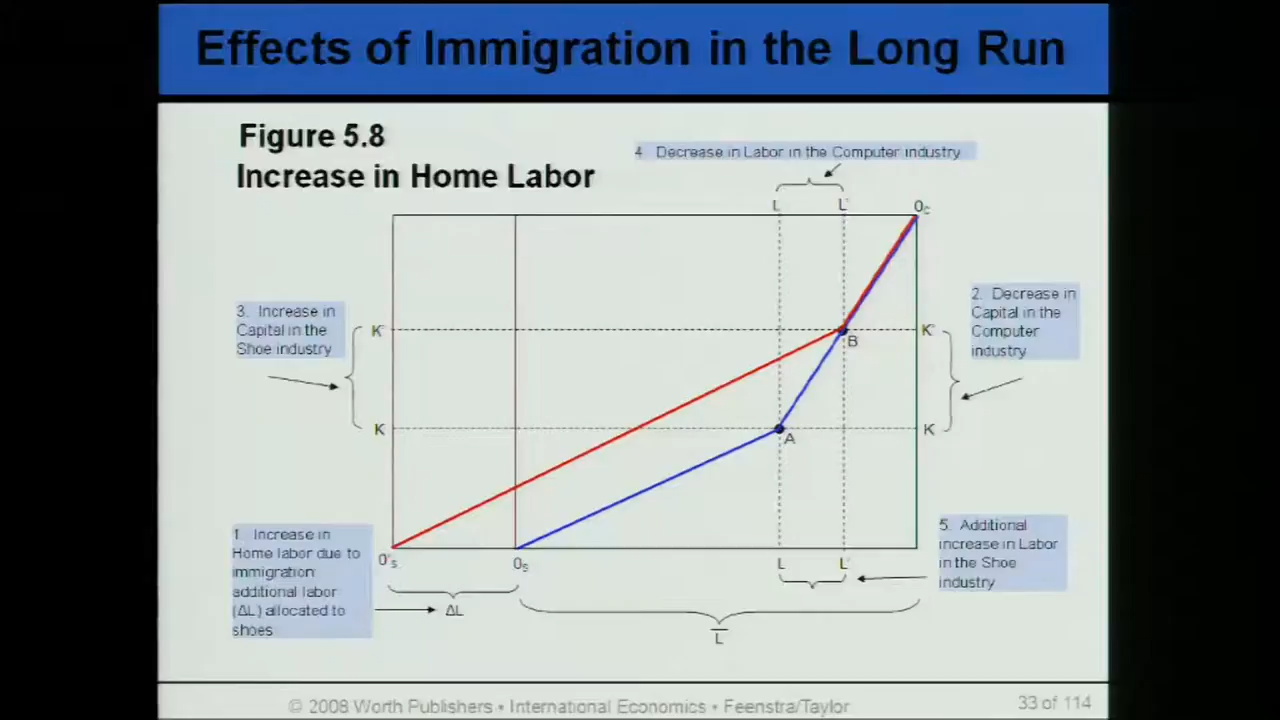 Effects of Immigration in the Long Run
Figure 5.8
Increase in Home Labor
4 Decrease in Labor in the Computer industry
L L' 0c
3. Increase in
Capital in the
Shoe industry
2. Decrease in
Capital in the
Computer
industry
K' K'
B
K K
A
1. Increase in
Home labor due to
immigration:
additional labor
(ΔL) allocated to
shoes
5. Additional
increase in Labor
in the Shoe
industry
0's 0s L L'
ΔL
L̅
© 2008 Worth Publishers • International Economics • Feenstra/Taylor
33 of 114